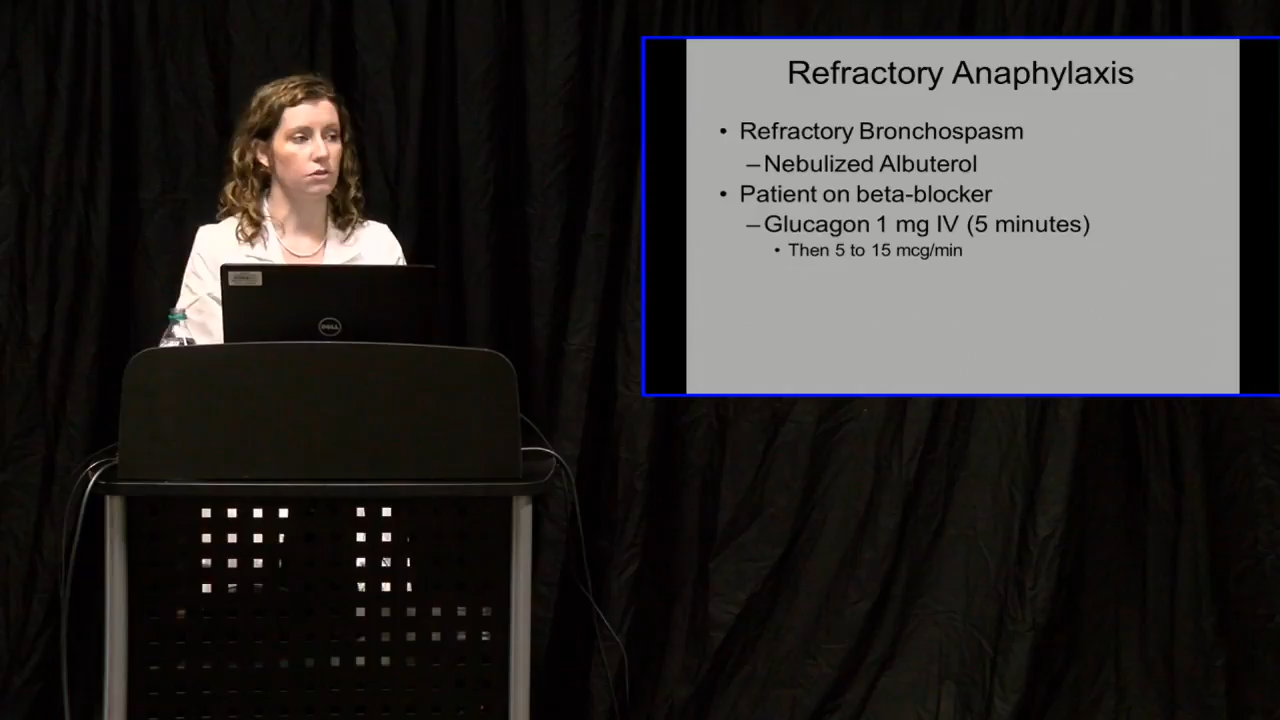 Refractory Anaphylaxis
• Refractory Bronchospasm
–Nebulized Albuterol
• Patient on beta-blocker
–Glucagon 1 mg IV (5 minutes)
• Then 5 to 15 mcg/min
DELL